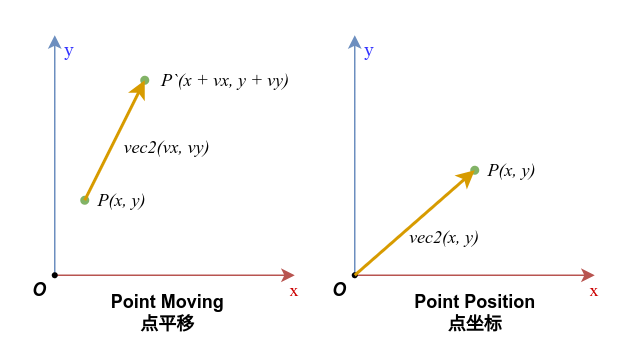 y
P`(x + vx, y + vy)
vec2(vx, vy)
P(x, y)
O
x
Point Moving
点平移
y
P(x, y)
vec2(x, y)
O
x
Point Position
点坐标